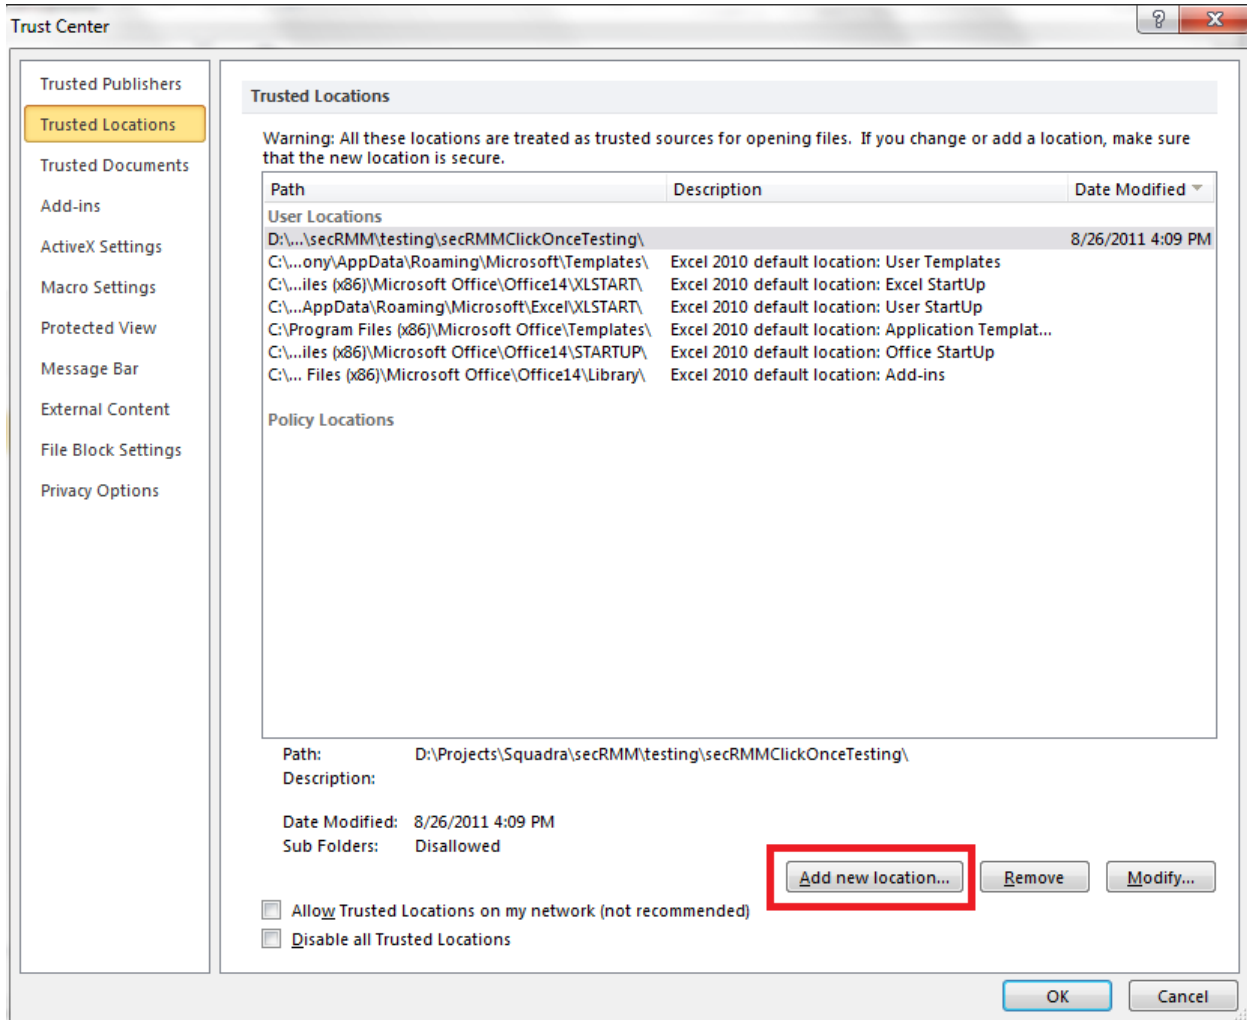 Trust Center
Trusted Publishers
Trusted Locations
Trusted Documents
Add-ins
ActiveX Settings
Macro Settings
Protected View
Message Bar
External Content
File Block Settings
Privacy Options
Trusted Locations
Warning: All these locations are treated as trusted sources for opening files. If you change or add a location, make sure
that the new location is secure.
Path Description Date Modified
User Locations
D:\...\secRMM\testing\secRMMClickOnceTesting\ 8/26/2011 4:09 PM
C:\...ony\AppData\Roaming\Microsoft\Templates\ Excel 2010 default location: User Templates
C:\...iles (x86)\Microsoft Office\Office14\XLSTART\ Excel 2010 default location: Excel StartUp
C:\...AppData\Roaming\Microsoft\Excel\XLSTART\ Excel 2010 default location: User StartUp
C:\Program Files (x86)\Microsoft Office\Templates\ Excel 2010 default location: Application Templat...
C:\...iles (x86)\Microsoft Office\Office14\STARTUP\ Excel 2010 default location: Office StartUp
C:\... Files (x86)\Microsoft Office\Office14\Library\ Excel 2010 default location: Add-ins
Policy Locations
Path: D:\Projects\Squadra\secRMM\testing\secRMMClickOnceTesting\
Description:
Date Modified: 8/26/2011 4:09 PM
Sub Folders: Disallowed
Add new location... Remove Modify...
Allow Trusted Locations on my network (not recommended)
Disable all Trusted Locations
OK Cancel